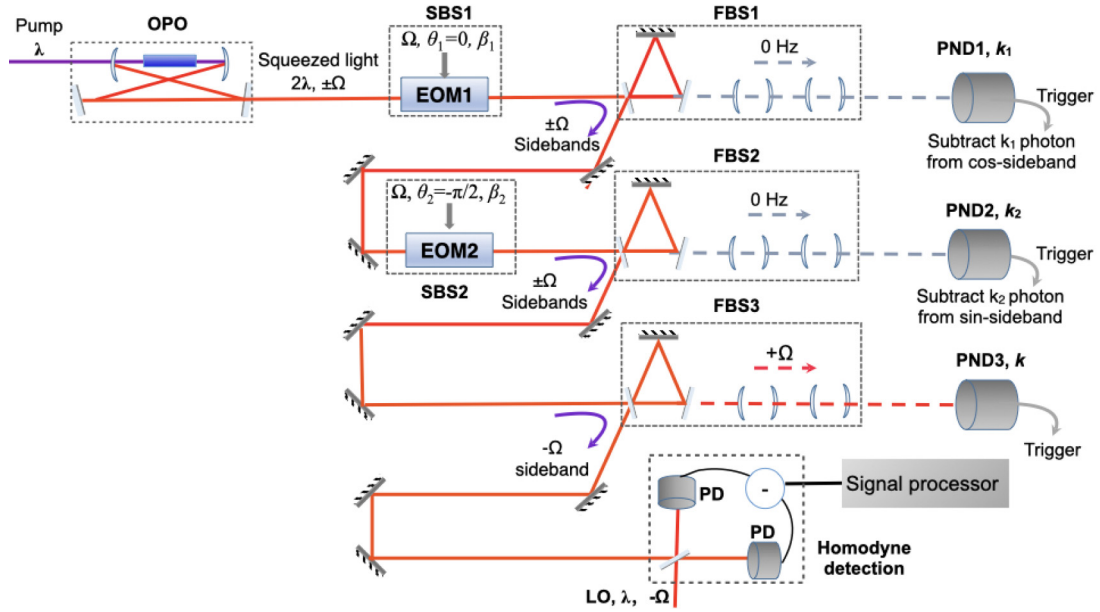 Pump
λ
OPO
Squeezed light
2λ, ±Ω
SBS1
Ω, θ₁=0, β₁
EOM1
±Ω
Sidebands
FBS1
0 Hz
PND1, k₁
Trigger
Subtract k₁ photon
from cos-sideband
Ω, θ₂=-π/2, β₂
EOM2
SBS2
±Ω
Sidebands
FBS2
0 Hz
PND2, k₂
Trigger
Subtract k₂ photon
from sin-sideband
FBS3
+Ω
PND3, k
Trigger
-Ω
sideband
PD
-
Signal processor
PD
Homodyne
detection
LO, λ, -Ω